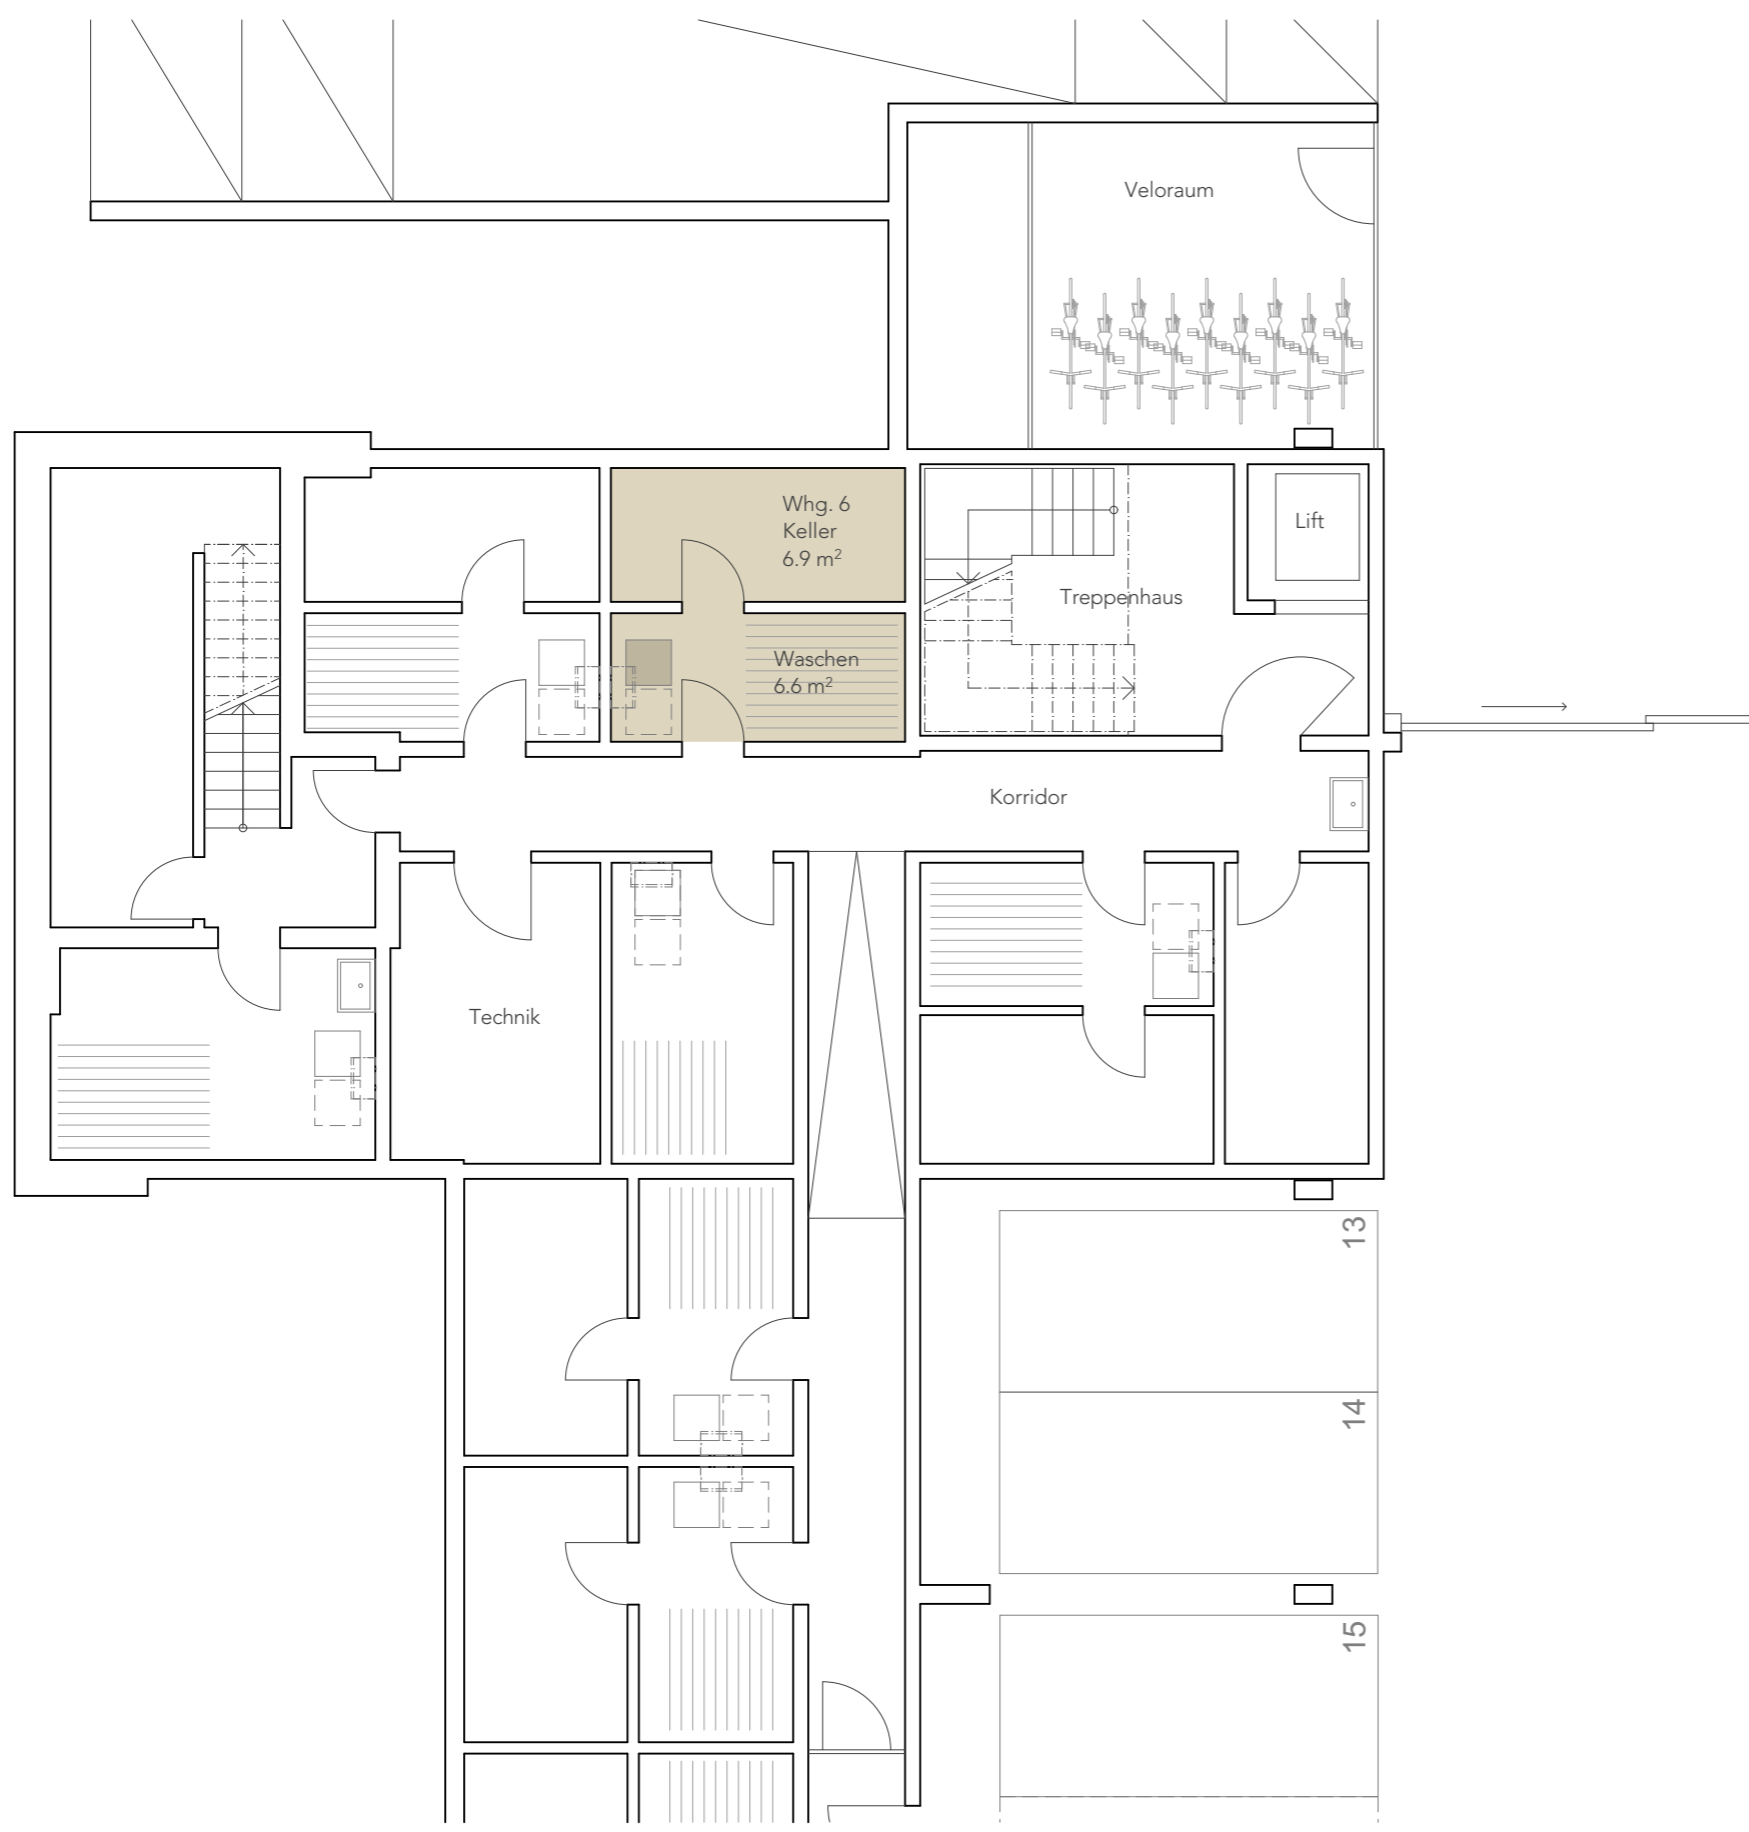 Veloraum
Whg. 6
Keller
6.9 m²
Lift
Treppenhaus
Waschen
6.6 m²
Korridor
Technik
13
14
15